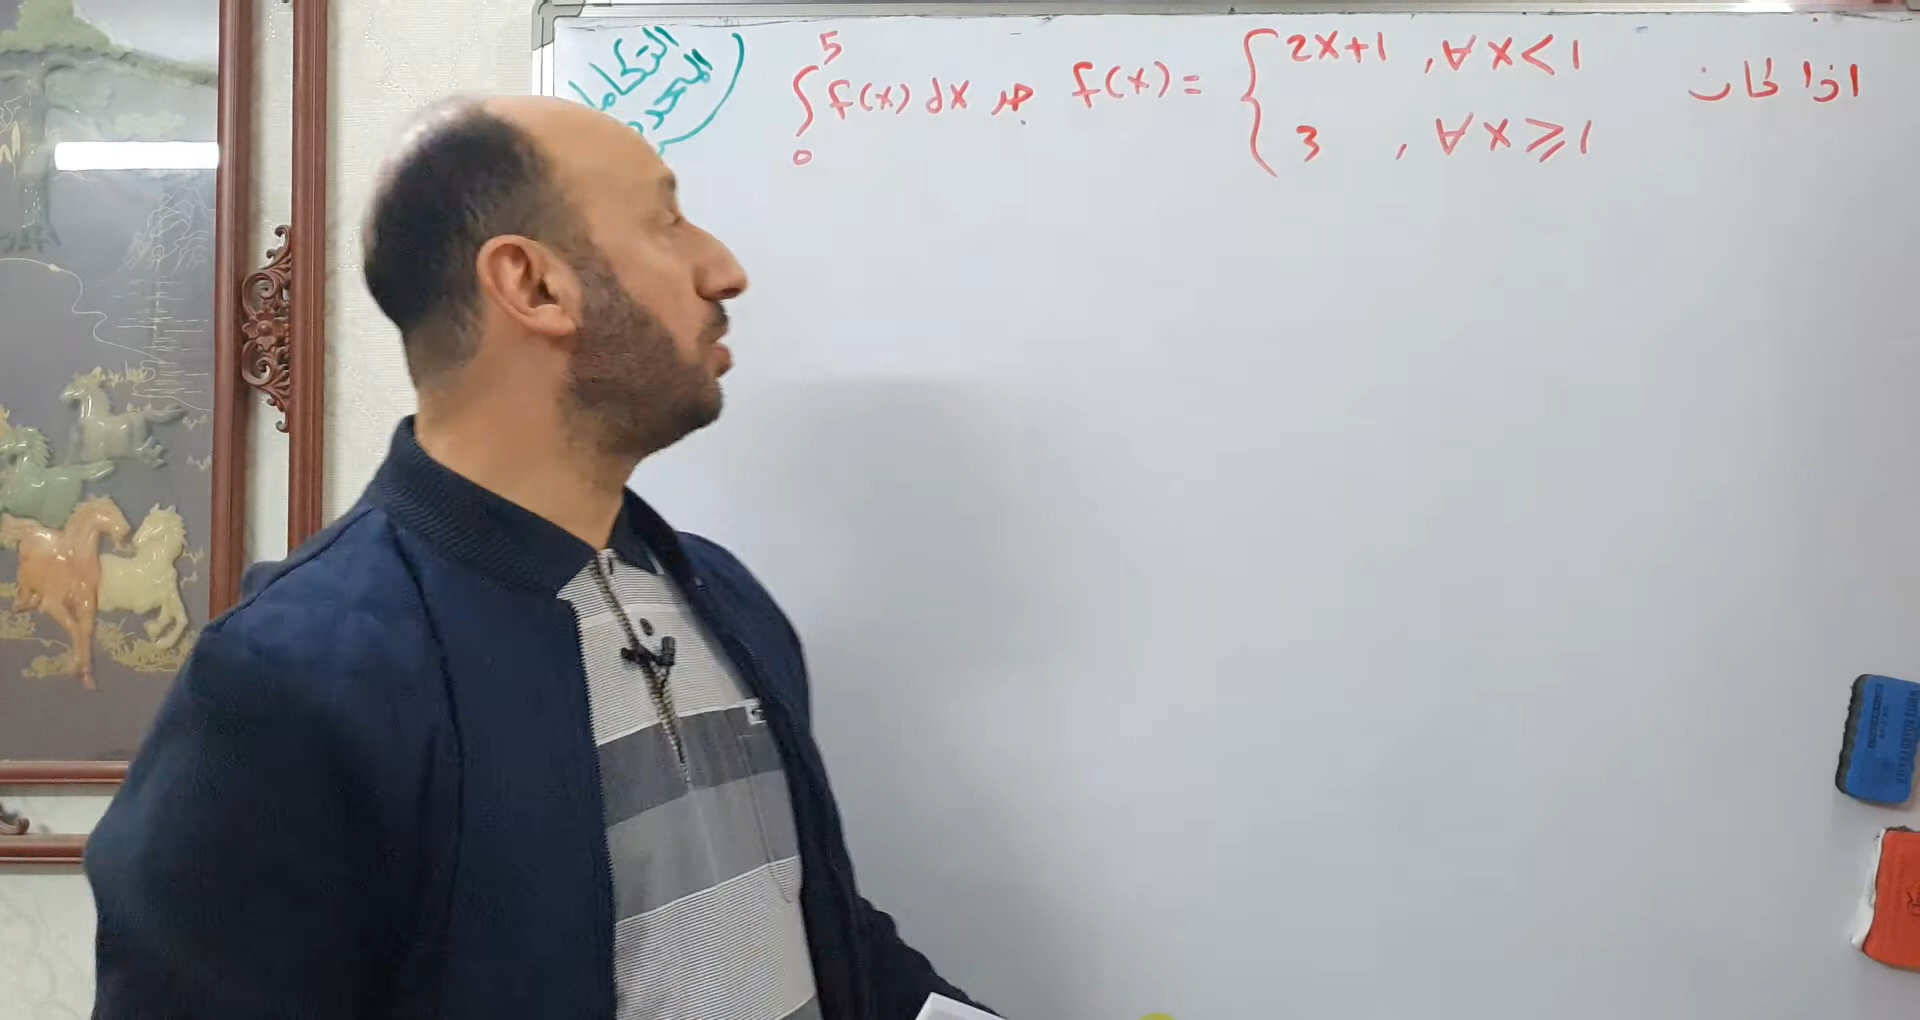 اذا كان f(x) = { 2x+1 , ∀ x < 1
3 , ∀ x ⩾ 1
جد ∫₀⁵ f(x) dx
التكامل
المحدد